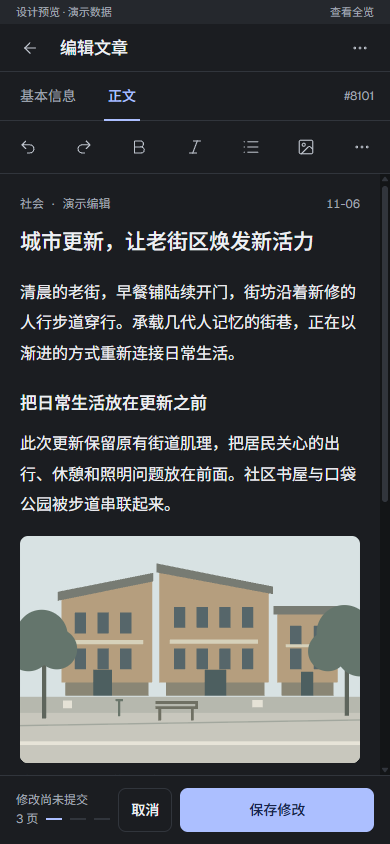 设计预览 · 演示数据
查看全览
编辑文章
基本信息
正文
#8101
社会 · 演示编辑
11-06
城市更新，让老街区焕发新活力
清晨的老街，早餐铺陆续开门，街坊沿着新修的
人行步道穿行。承载几代人记忆的街巷，正在以
渐进的方式重新连接日常生活。
把日常生活放在更新之前
此次更新保留原有街道肌理，把居民关心的出
行、休憩和照明问题放在前面。社区书屋与口袋
公园被步道串联起来。
修改尚未提交
3 页
取消
保存修改